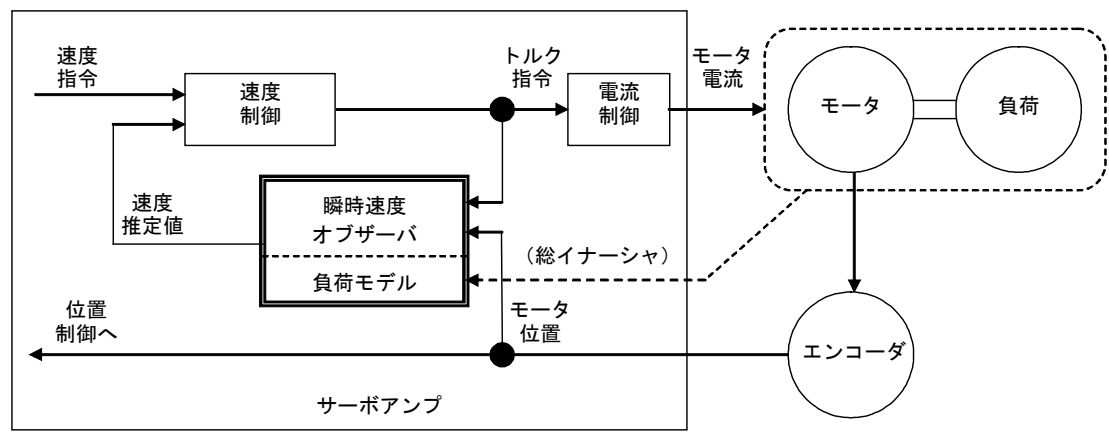 速度
指令
速度
制御
トルク
指令
電流
制御
モータ
電流
モータ
負荷
速度
推定値
瞬時速度
オブザーバ
負荷モデル
（総イナーシャ）
位置
制御へ
モータ
位置
エンコーダ
サーボアンプ